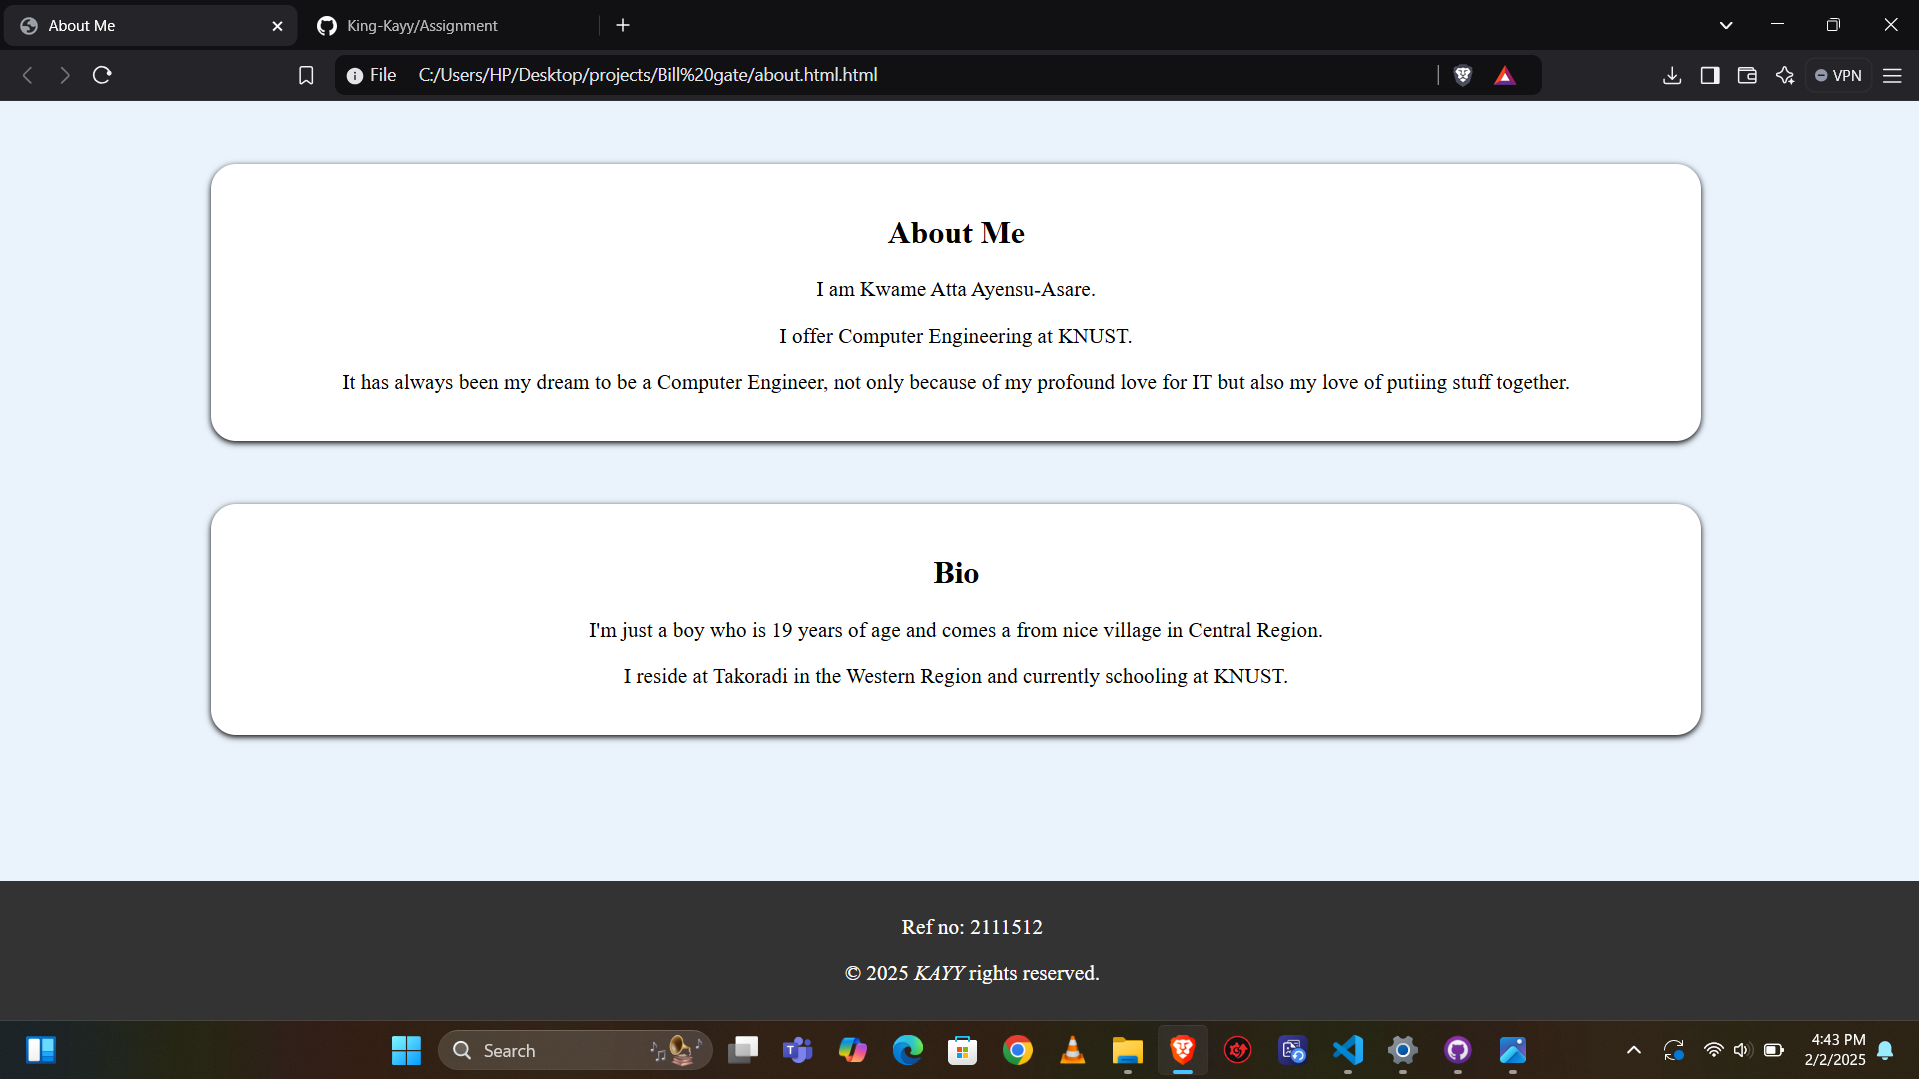 About Me
King-Kayy/Assignment
File C:/Users/HP/Desktop/projects/Bill%20gate/about.html.html
VPN
About Me
I am Kwame Atta Ayensu-Asare.
I offer Computer Engineering at KNUST.
It has always been my dream to be a Computer Engineer, not only because of my profound love for IT but also my love of putiing stuff together.
Bio
I'm just a boy who is 19 years of age and comes a from nice village in Central Region.
I reside at Takoradi in the Western Region and currently schooling at KNUST.
Ref no: 2111512
© 2025 KAYY rights reserved.
Search
4:43 PM
2/2/2025